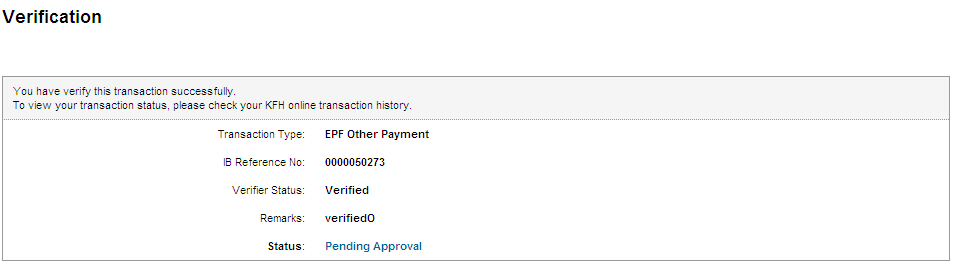 Verification
You have verify this transaction successfully.
To view your transaction status, please check your KFH online transaction history.
Transaction Type: EPF Other Payment
IB Reference No: 0000050273
Verifier Status: Verified
Remarks: verifiedO
Status: Pending Approval